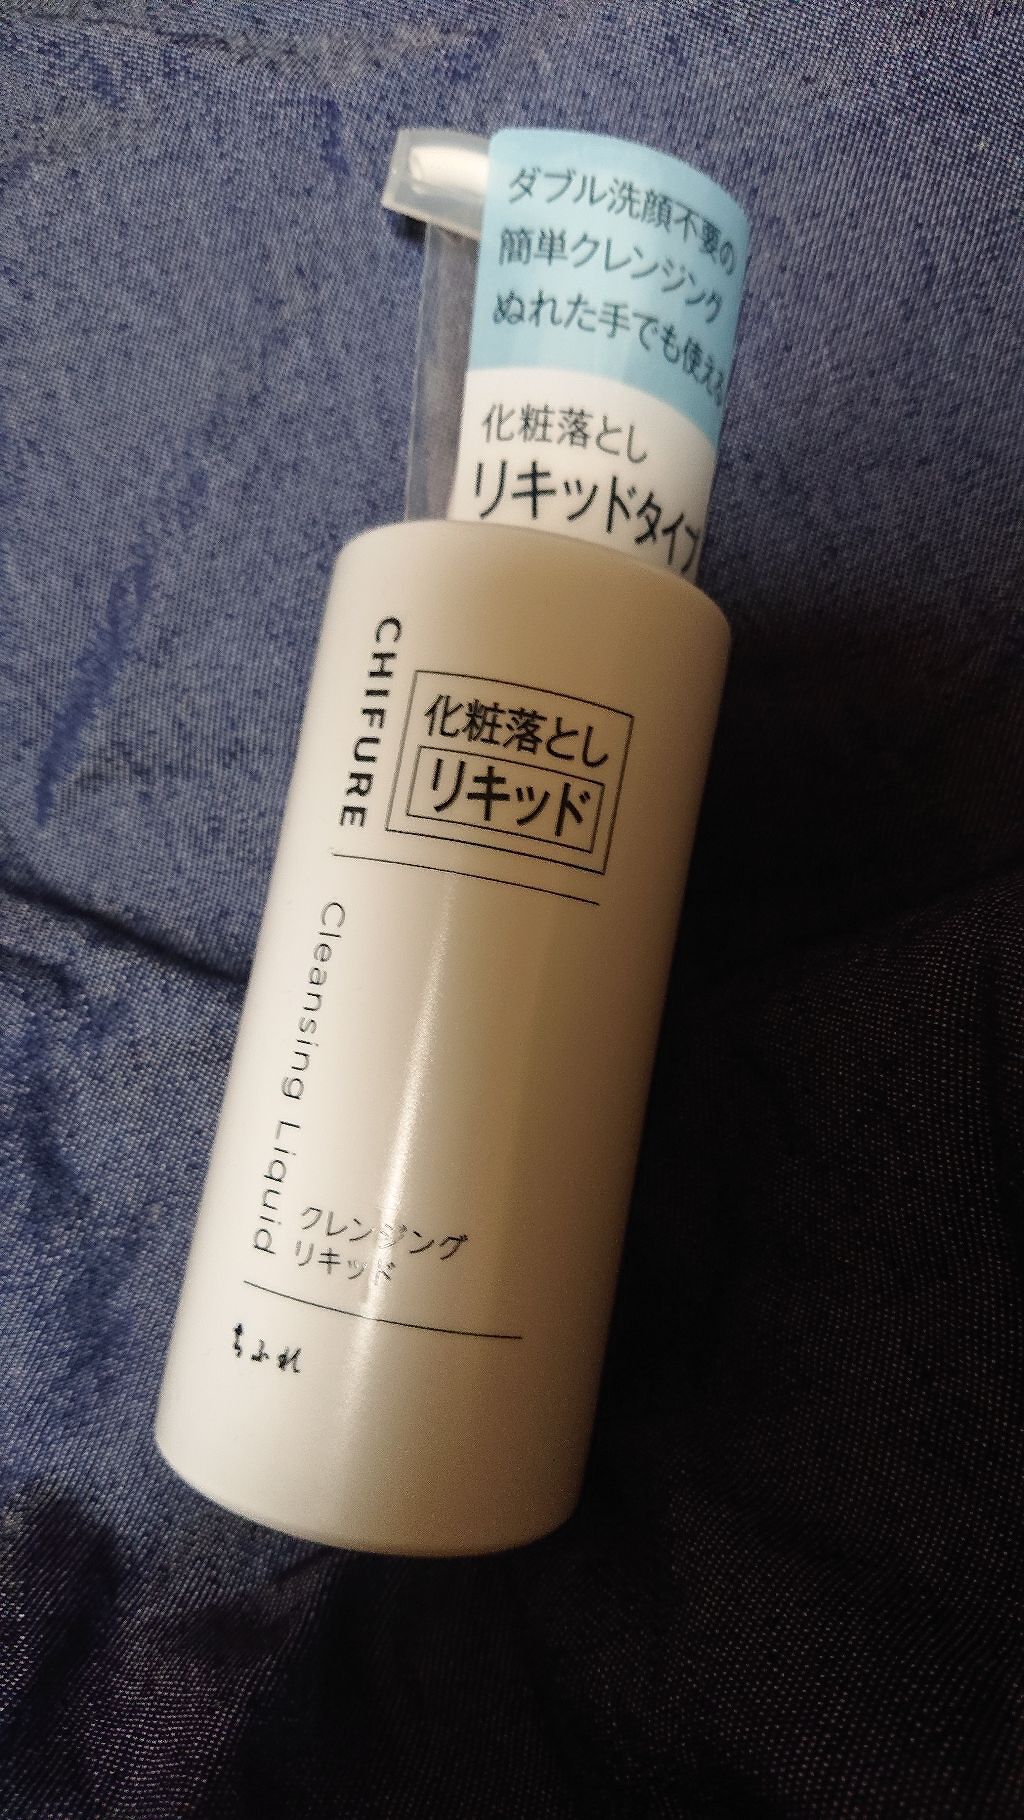 ダブル洗顔不要の
簡単クレンジング
ぬれた手でも使える
化粧落とし
リキッドタイプ
CHIFURE
化粧落とし
リキッド
Cleansing Liquid
クレンジング
リキッド
ちふれ